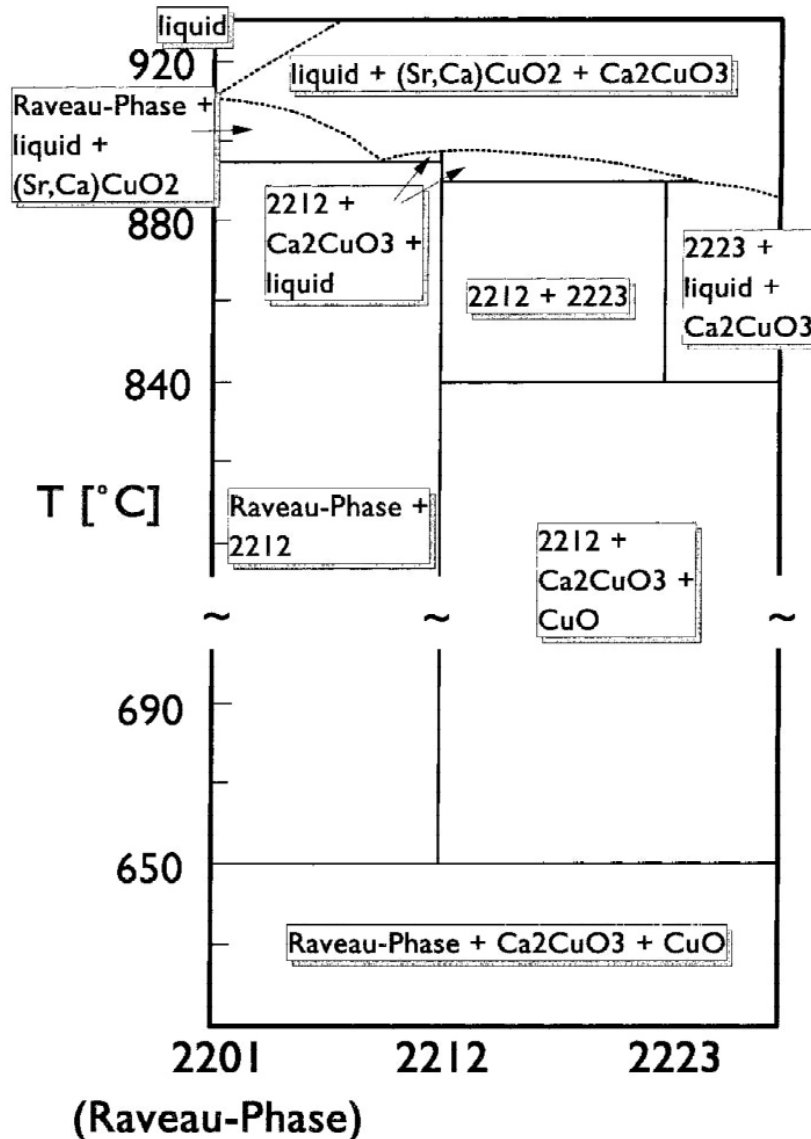 liquid
920
liquid + (Sr,Ca)CuO2 + Ca2CuO3
Raveau-Phase +
liquid +
(Sr,Ca)CuO2
880
2212 +
Ca2CuO3 +
liquid
2212 + 2223
2223 +
liquid +
Ca2CuO3
840
T [°C]
Raveau-Phase +
2212
2212 +
Ca2CuO3 +
CuO
~ ~ ~
690
650
Raveau-Phase + Ca2CuO3 + CuO
2201 2212 2223
(Raveau-Phase)